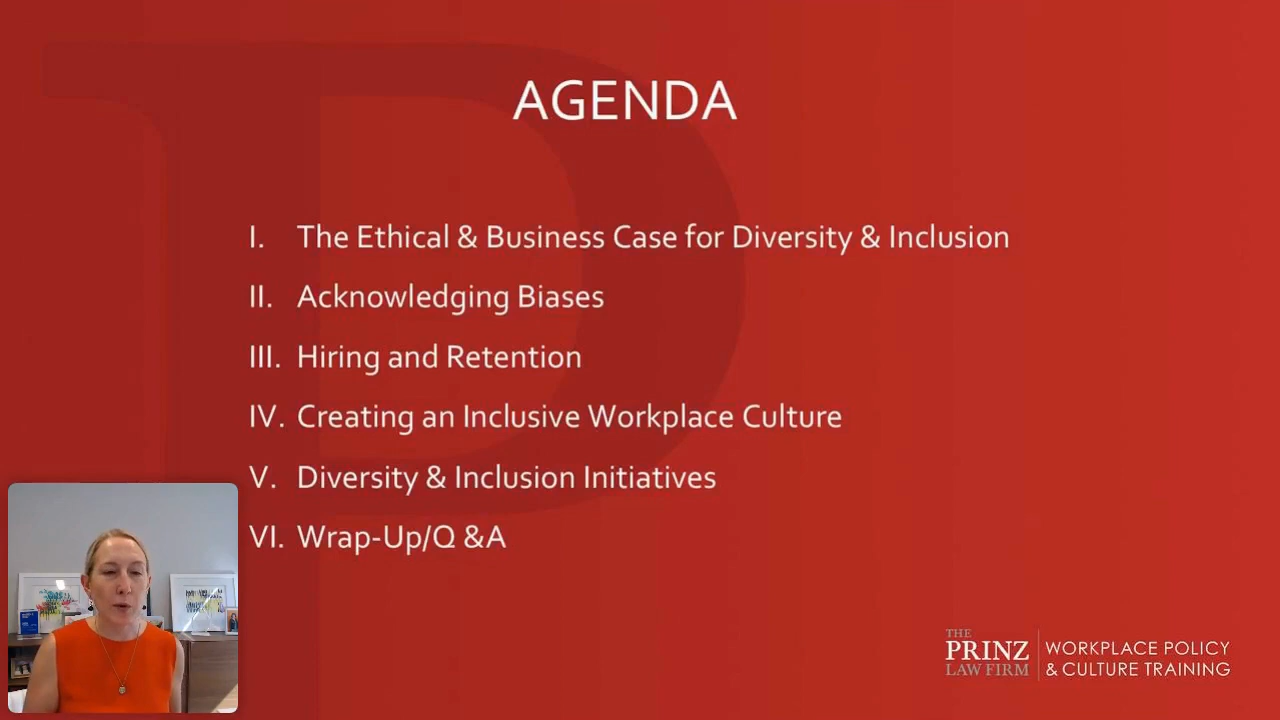 AGENDA
I. The Ethical & Business Case for Diversity & Inclusion
II. Acknowledging Biases
III. Hiring and Retention
IV. Creating an Inclusive Workplace Culture
V. Diversity & Inclusion Initiatives
VI. Wrap-Up/Q &A
THE
PRINZ
LAW FIRM
WORKPLACE POLICY
& CULTURE TRAINING